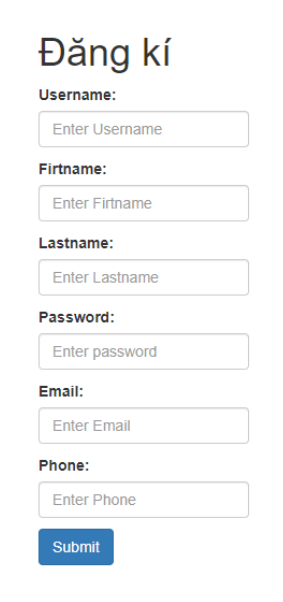 Đăng kí
Username:
Enter Username
Firtname:
Enter Firtname
Lastname:
Enter Lastname
Password:
Enter password
Email:
Enter Email
Phone:
Enter Phone
Submit